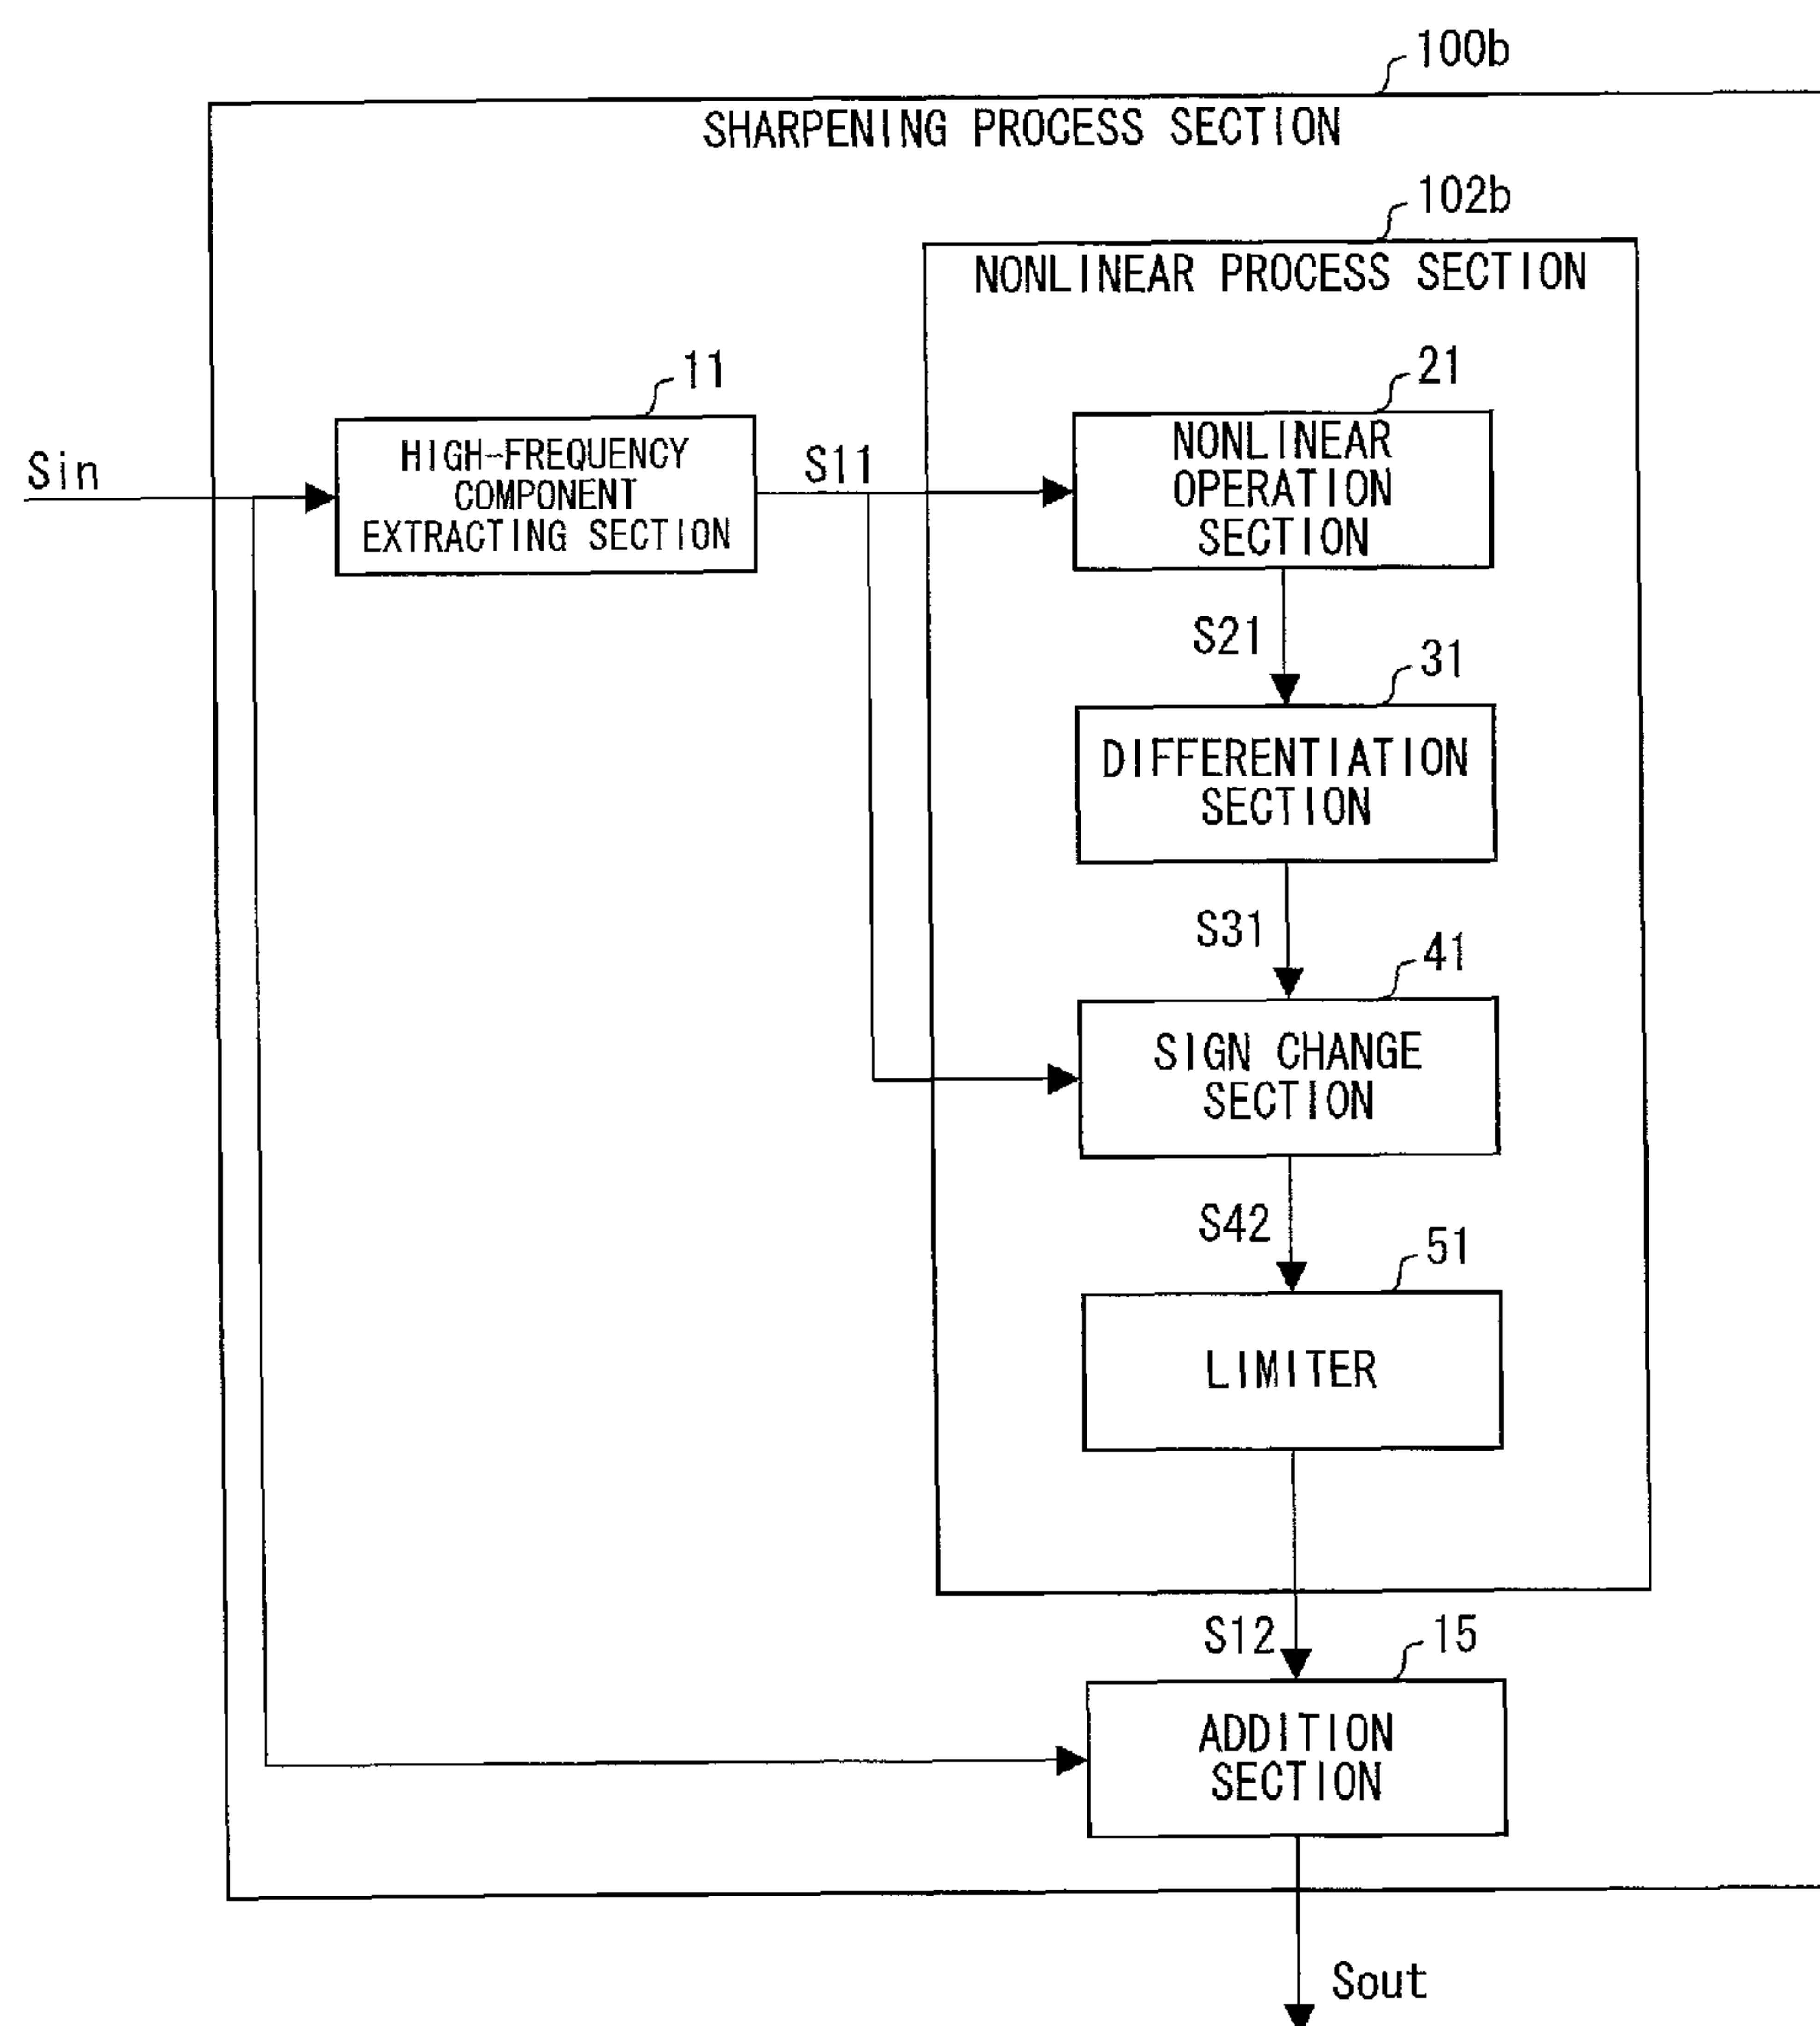 100b
SHARPENING PROCESS SECTION
102b
NONLINEAR PROCESS SECTION
11
21
Sin
HIGH-FREQUENCY
COMPONENT
EXTRACTING SECTION
S11
NONLINEAR
OPERATION
SECTION
S21
31
DIFFERENTIATION
SECTION
S31
41
SIGN CHANGE
SECTION
S42
51
LIMITER
S12
15
ADDITION
SECTION
Sout